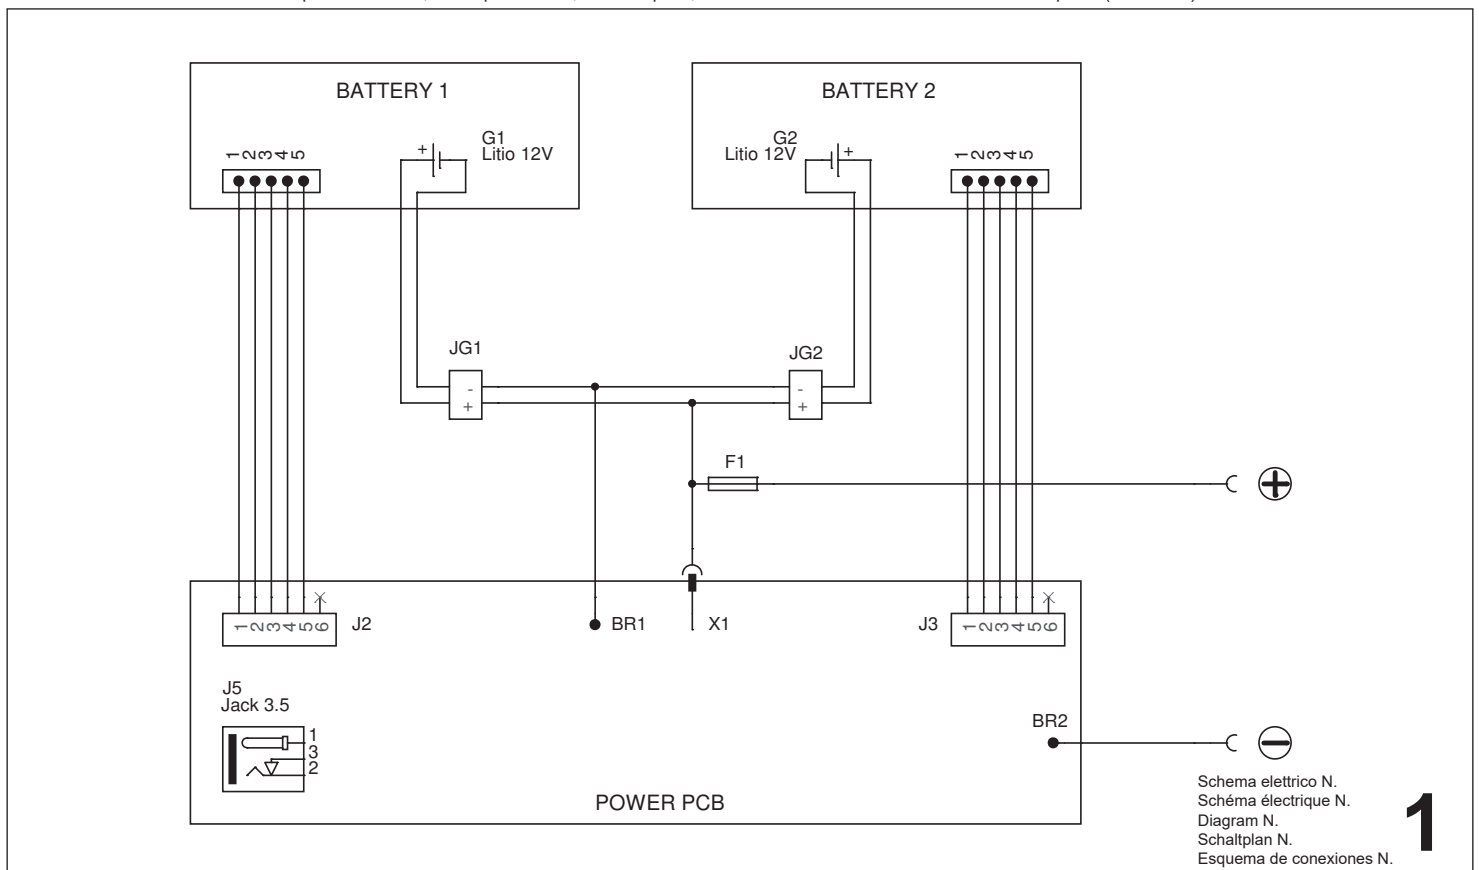 BATTERY 1
BATTERY 2
G1
Litio 12V
G2
Litio 12V
1 2 3 4 5
+
+
1 2 3 4 5
JG1
JG2
-
+
-
+
F1
+
1 2 3 4 5 6
J2
BR1
X1
J3
1 2 3 4 5 6
J5
Jack 3.5
1
3
2
BR2
−
POWER PCB
Schema elettrico N.
Schéma électrique N.
Diagram N.
Schaltplan N.
Esquema de conexiones N.
1